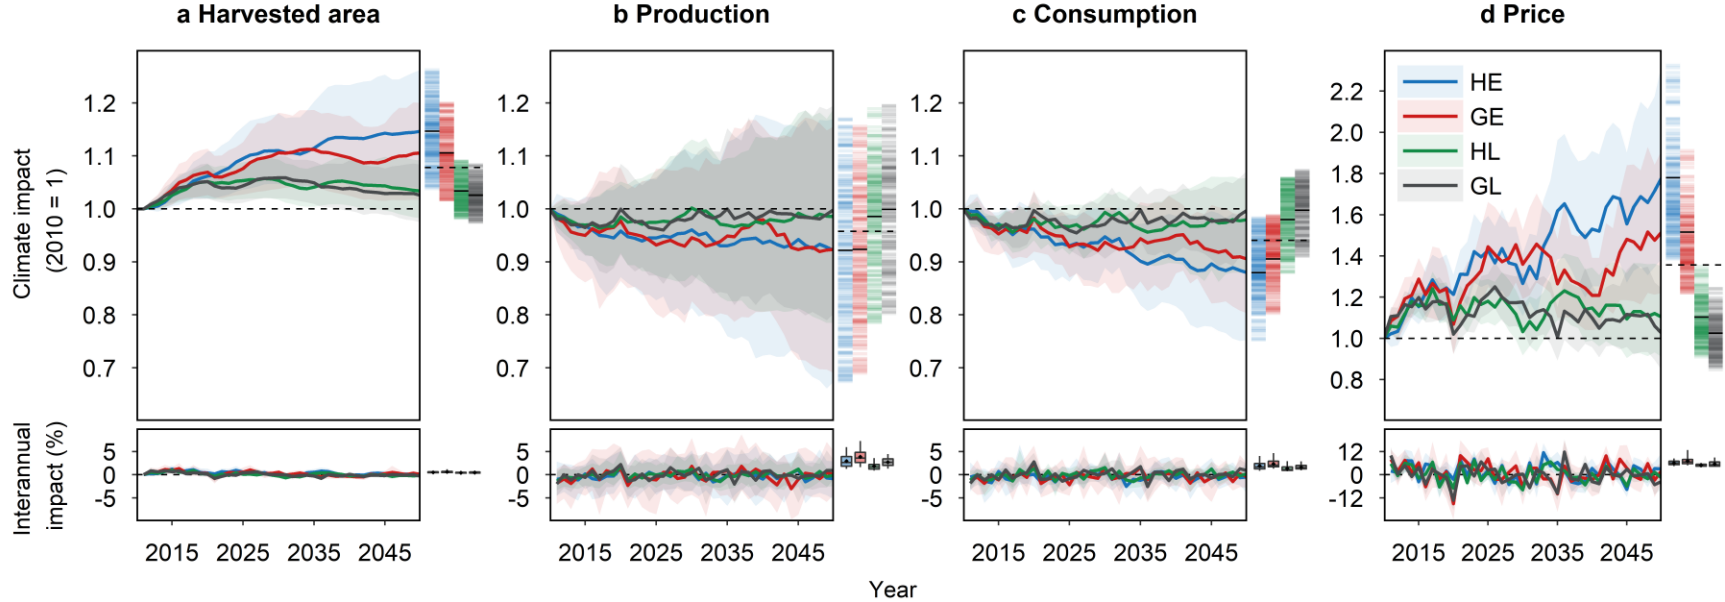 a Harvested area
b Production
c Consumption
d Price
Climate impact
(2010 = 1)
1.2
1.1
1.0
0.9
0.8
0.7
1.2
1.1
1.0
0.9
0.8
0.7
1.2
1.1
1.0
0.9
0.8
0.7
2.2
2.0
1.8
1.6
1.4
1.2
1.0
0.8
HE
GE
HL
GL
Interannual
impact (%)
5
0
-5
5
0
-5
5
0
-5
12
0
-12
2015 2025 2035 2045
2015 2025 2035 2045
2015 2025 2035 2045
2015 2025 2035 2045
Year